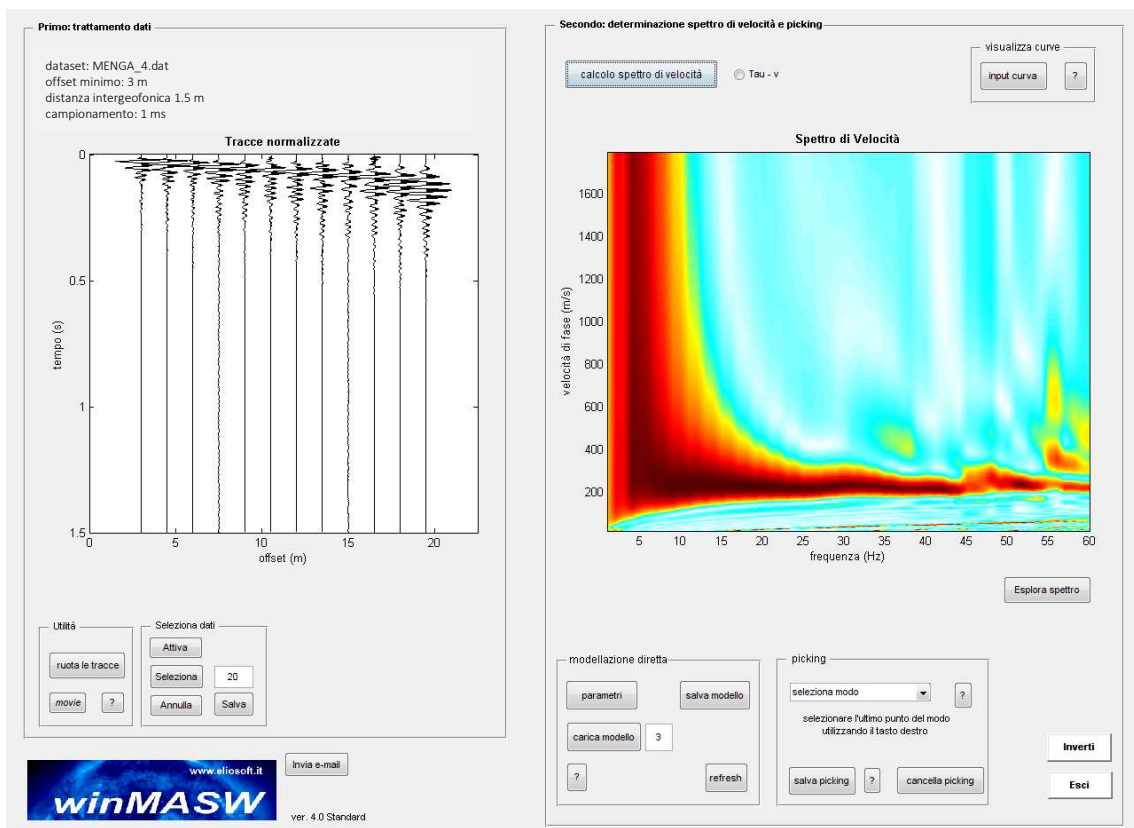 Primo: trattamento dati
dataset: MENGA_4.dat
offset minimo: 3 m
distanza intergeofonica 1.5 m
campionamento: 1 ms
Tracce normalizzate
0
0.5
1
1.5
tempo (s)
0 5 10 15 20
offset (m)
Utilità
ruota le tracce
movie
?
Seleziona dati
Attiva
Seleziona
20
Annulla
Salva
www.eliosoft.it
winMASW
Invia e-mail
ver. 4.0 Standard
Secondo: determinazione spettro di velocità e picking
calcolo spettro di velocità
Tau - v
visualizza curve
input curva
?
Spettro di Velocità
1600
1400
1200
1000
800
600
400
200
velocità di fase (m/s)
5 10 15 20 25 30 35 40 45 50 55 60
frequenza (Hz)
Esplora spettro
modellazione diretta
parametri
salva modello
carica modello
3
?
refresh
picking
seleziona modo
?
selezionare l'ultimo punto del modo
utilizzando il tasto destro
salva picking
?
cancella picking
Inverti
Esci